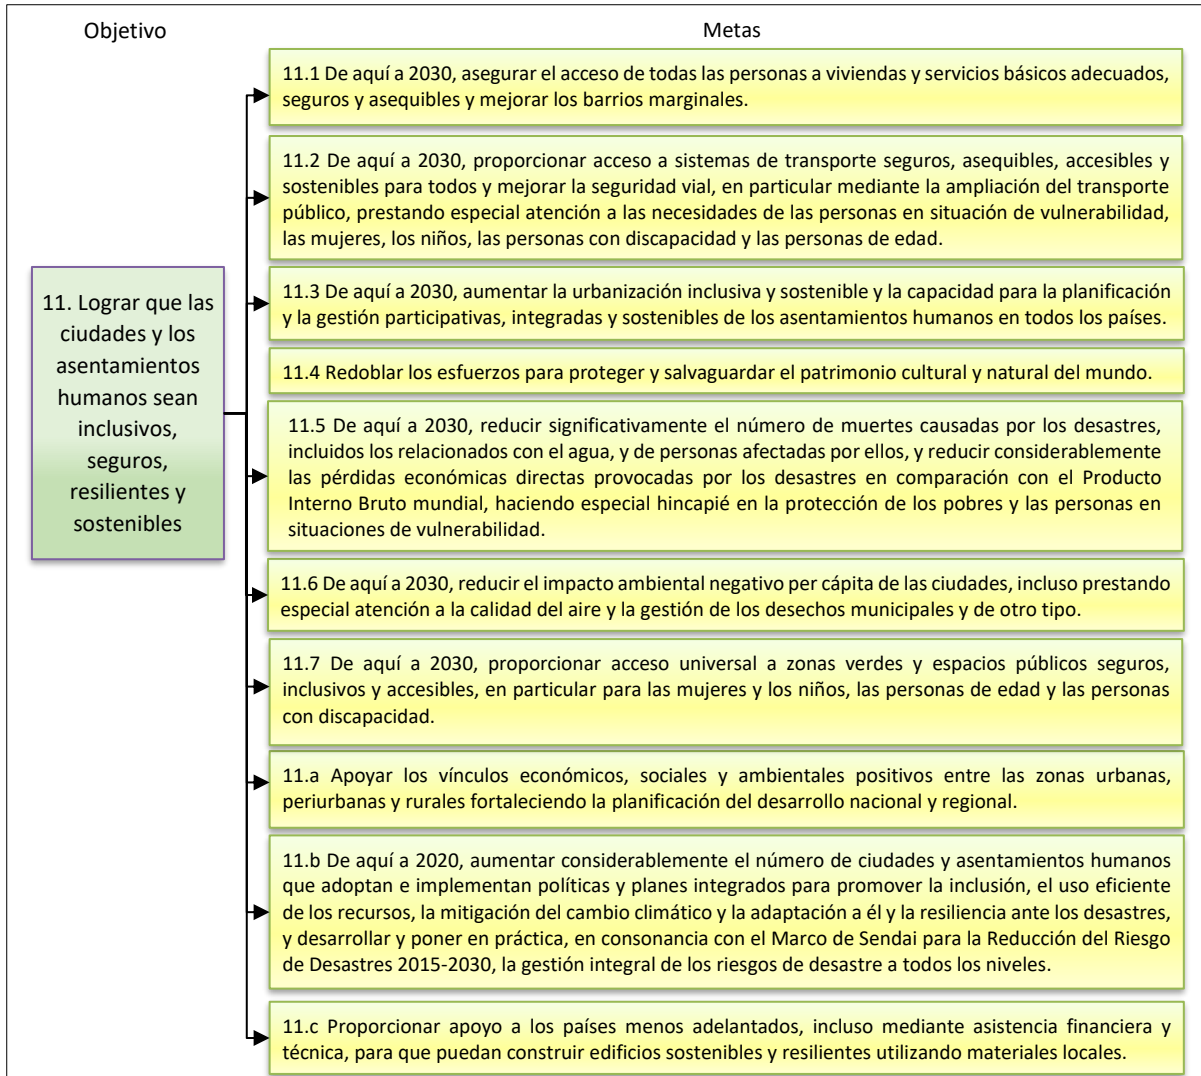 Objetivo
Metas
11. Lograr que las
ciudades y los
asentamientos
humanos sean
inclusivos,
seguros,
resilientes y
sostenibles
11.1 De aquí a 2030, asegurar el acceso de todas las personas a viviendas y servicios básicos adecuados,
seguros y asequibles y mejorar los barrios marginales.
11.2 De aquí a 2030, proporcionar acceso a sistemas de transporte seguros, asequibles, accesibles y
sostenibles para todos y mejorar la seguridad vial, en particular mediante la ampliación del transporte
público, prestando especial atención a las necesidades de las personas en situación de vulnerabilidad,
las mujeres, los niños, las personas con discapacidad y las personas de edad.
11.3 De aquí a 2030, aumentar la urbanización inclusiva y sostenible y la capacidad para la planificación
y la gestión participativas, integradas y sostenibles de los asentamientos humanos en todos los países.
11.4 Redoblar los esfuerzos para proteger y salvaguardar el patrimonio cultural y natural del mundo.
11.5 De aquí a 2030, reducir significativamente el número de muertes causadas por los desastres,
incluidos los relacionados con el agua, y de personas afectadas por ellos, y reducir considerablemente
las pérdidas económicas directas provocadas por los desastres en comparación con el Producto
Interno Bruto mundial, haciendo especial hincapié en la protección de los pobres y las personas en
situaciones de vulnerabilidad.
11.6 De aquí a 2030, reducir el impacto ambiental negativo per cápita de las ciudades, incluso prestando
especial atención a la calidad del aire y la gestión de los desechos municipales y de otro tipo.
11.7 De aquí a 2030, proporcionar acceso universal a zonas verdes y espacios públicos seguros,
inclusivos y accesibles, en particular para las mujeres y los niños, las personas de edad y las personas
con discapacidad.
11.a Apoyar los vínculos económicos, sociales y ambientales positivos entre las zonas urbanas,
periurbanas y rurales fortaleciendo la planificación del desarrollo nacional y regional.
11.b De aquí a 2020, aumentar considerablemente el número de ciudades y asentamientos humanos
que adoptan e implementan políticas y planes integrados para promover la inclusión, el uso eficiente
de los recursos, la mitigación del cambio climático y la adaptación a él y la resiliencia ante los desastres,
y desarrollar y poner en práctica, en consonancia con el Marco de Sendai para la Reducción del Riesgo
de Desastres 2015-2030, la gestión integral de los riesgos de desastre a todos los niveles.
11.c Proporcionar apoyo a los países menos adelantados, incluso mediante asistencia financiera y
técnica, para que puedan construir edificios sostenibles y resilientes utilizando materiales locales.